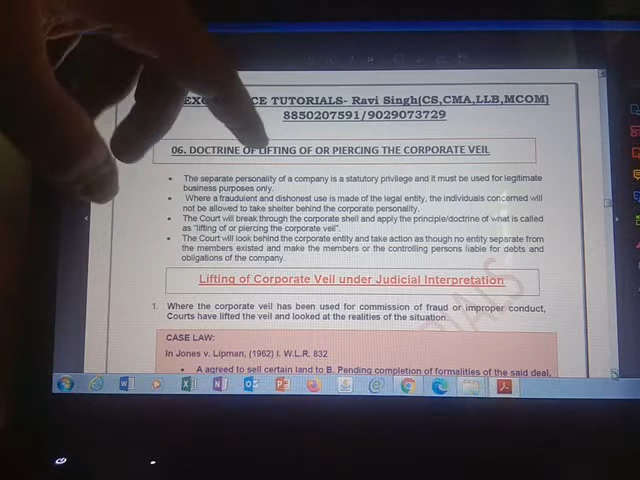 TUTORIALS- Ravi Singh(CS,CMA,LLB,MCOM)
8850207591/9029073729
06. DOCTRINE OF LIFTING OF OR PIERCING THE CORPORATE VEIL
• The separate personality of a company is a statutory privilege and it must be used for legitimate
business purposes only.
• Where a fraudulent and dishonest use is made of the legal entity, the individuals concerned will
not be allowed to take shelter behind the corporate personality.
• The Court will break through the corporate shell and apply the principle/doctrine of what is called
as "lifting of or piercing the corporate veil".
• The Court will look behind the corporate entity and take action as though no entity separate from
the members existed and make the members or the controlling persons liable for debts and
obligations of the company.
Lifting of Corporate Veil under Judicial Interpretation
1. Where the corporate veil has been used for commission of fraud or improper conduct,
Courts have lifted the veil and looked at the realities of the situation.
CASE LAW:
In Jones v. Lipman, (1962) I. W.L.R. 832
• A agreed to sell certain land to B. Pending completion of formalities of the said deal,